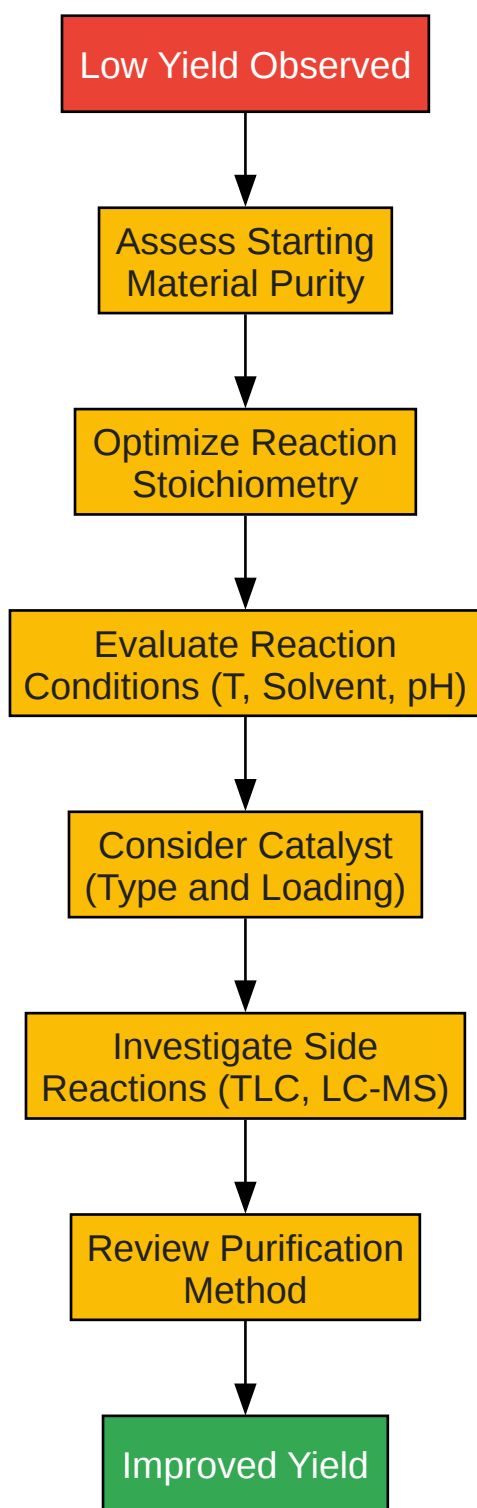 Low Yield Observed
Assess Starting
Material Purity
Optimize Reaction
Stoichiometry
Evaluate Reaction
Conditions (T, Solvent, pH)
Consider Catalyst
(Type and Loading)
Investigate Side
Reactions (TLC, LC-MS)
Review Purification
Method
Improved Yield